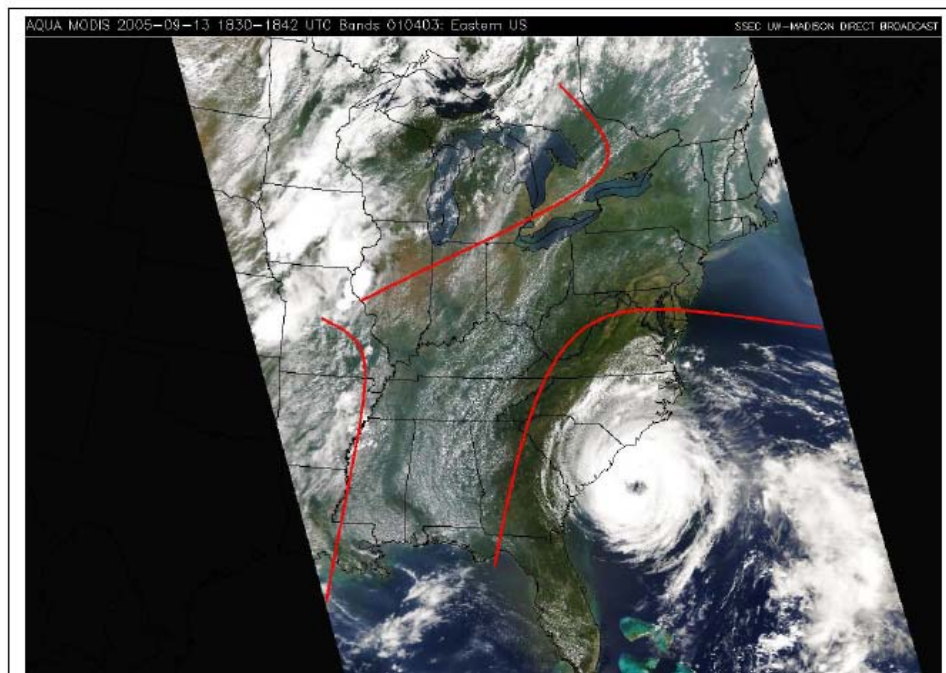 AQUA MODIS 2005-09-13 1830-1842 UTC Bands 010403: Eastern US
SSEC UW-MADISON DIRECT BROADCAST